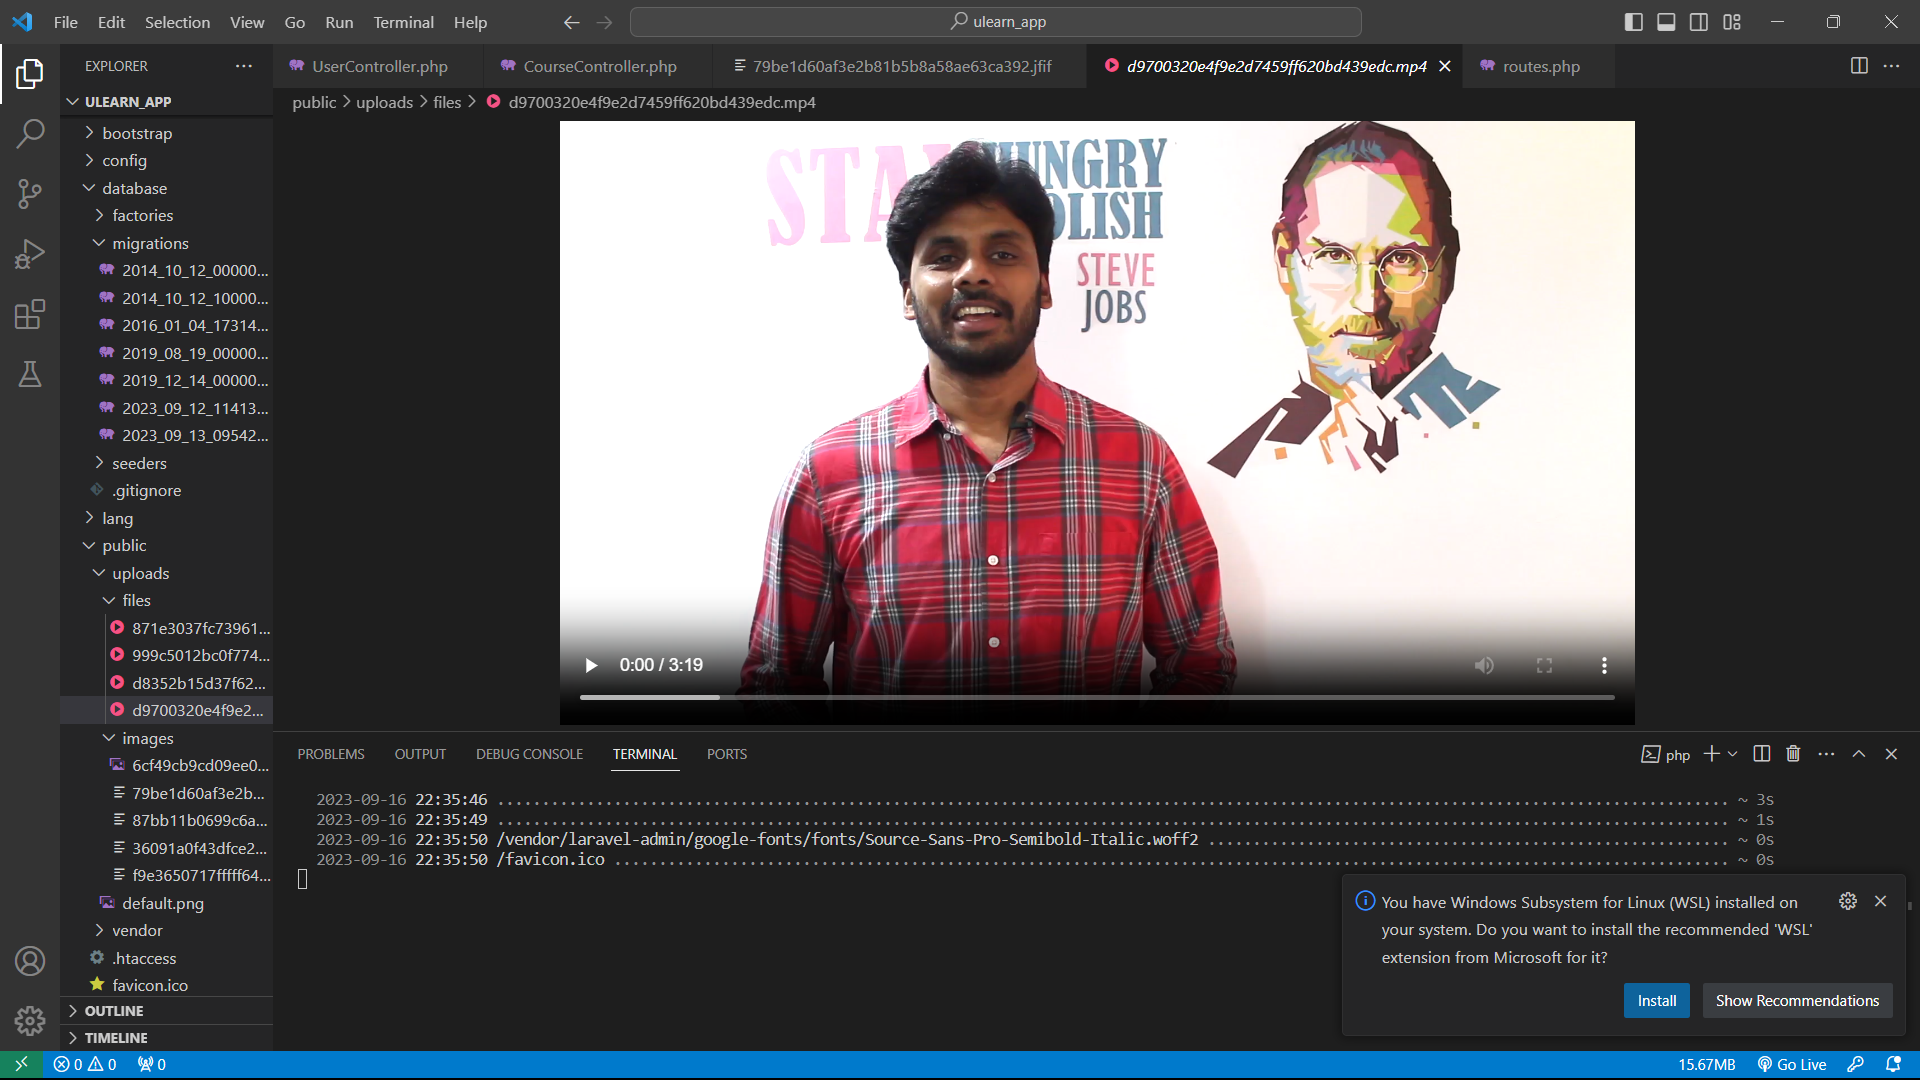 File Edit Selection View Go Run Terminal Help
ulearn_app
EXPLORER
UserController.php
CourseController.php
79be1d60af3e2b81b5b8a58ae63ca392.jfif
d9700320e4f9e2d7459ff620bd439edc.mp4
routes.php
public > uploads > files > d9700320e4f9e2d7459ff620bd439edc.mp4
ULEARN_APP
bootstrap
config
database
factories
migrations
2014_10_12_00000...
2014_10_12_10000...
2016_01_04_17314...
2019_08_19_00000...
2019_12_14_00000...
2023_09_12_11413...
2023_09_13_09542...
seeders
.gitignore
lang
public
uploads
files
871e3037fc73961...
999c5012bc0f774...
d8352b15d37f62...
d9700320e4f9e2...
images
6cf49cb9cd09ee0...
79be1d60af3e2b...
87bb11b0699c6a...
36091a0f43dfce2...
f9e3650717fffff64...
default.png
vendor
.htaccess
favicon.ico
OUTLINE
TIMELINE
STA HUNGRY
OLISH
STEVE
JOBS
0:00 / 3:19
PROBLEMS OUTPUT DEBUG CONSOLE TERMINAL PORTS
php
2023-09-16 22:35:46 ........ ~ 3s
2023-09-16 22:35:49 ........ ~ 1s
2023-09-16 22:35:50 /vendor/laravel-admin/google-fonts/fonts/Source-Sans-Pro-Semibold-Italic.woff2 ........ ~ 0s
2023-09-16 22:35:50 /favicon.ico ........ ~ 0s
You have Windows Subsystem for Linux (WSL) installed on
your system. Do you want to install the recommended 'WSL'
extension from Microsoft for it?
Install
Show Recommendations
0 0 0
15.67MB
Go Live